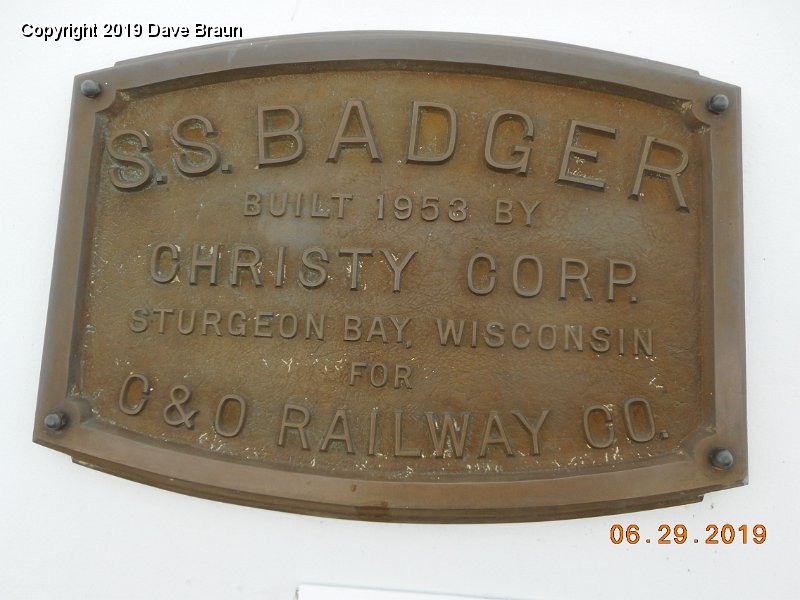 Copyright 2019 Dave Braun
S.S. BADGER
BUILT 1953 BY
CHRISTY CORP.
STURGEON BAY, WISCONSIN
FOR
C & O RAILWAY CO.
06.29.2019